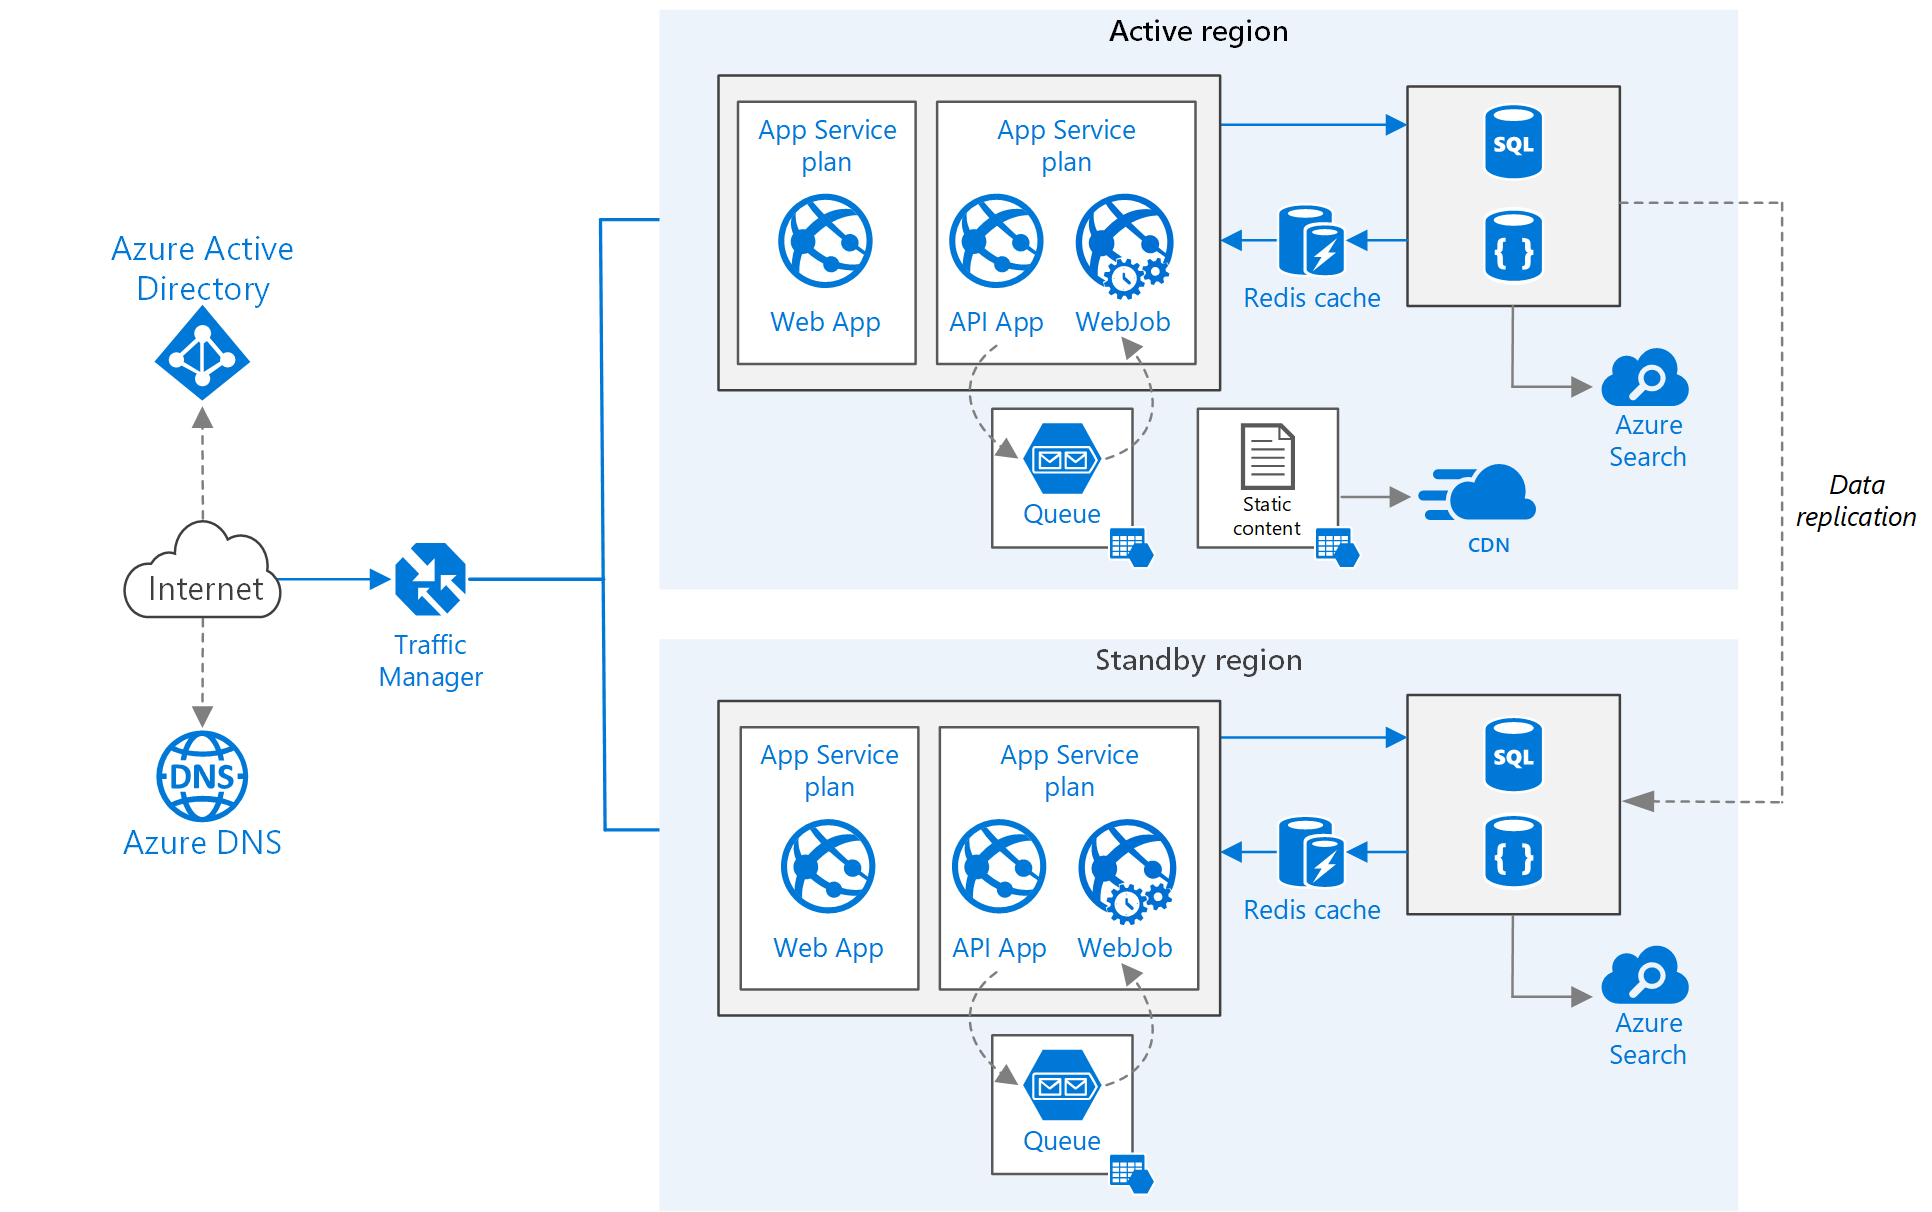 Active region
App Service
plan
Web App
App Service
plan
API App
WebJob
SQL
{ }
Redis cache
Azure
Search
Queue
Static
content
CDN
Azure Active
Directory
Internet
Traffic
Manager
DNS
Azure DNS
Data
replication
Standby region
App Service
plan
Web App
App Service
plan
API App
WebJob
SQL
{ }
Redis cache
Azure
Search
Queue